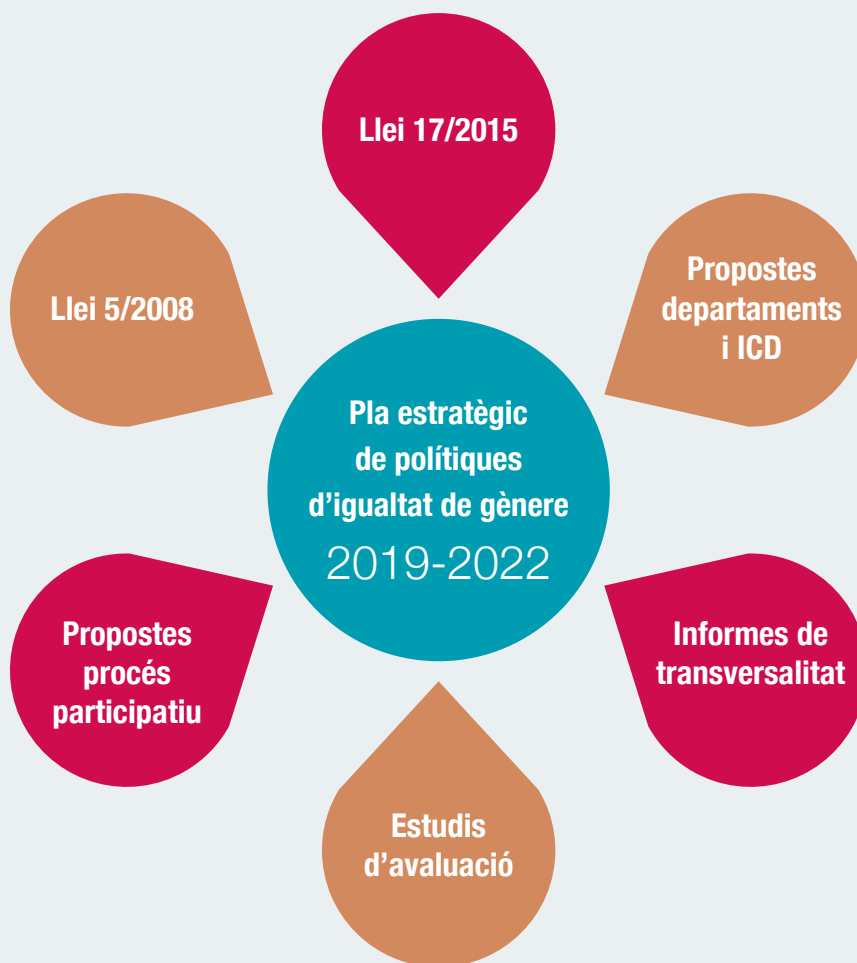 Llei 17/2015
Llei 5/2008
Propostes
departaments
i ICD
Pla estratègic
de polítiques
d’igualtat de gènere
2019-2022
Propostes
procés
participatiu
Informes de
transversalitat
Estudis
d’avaluació